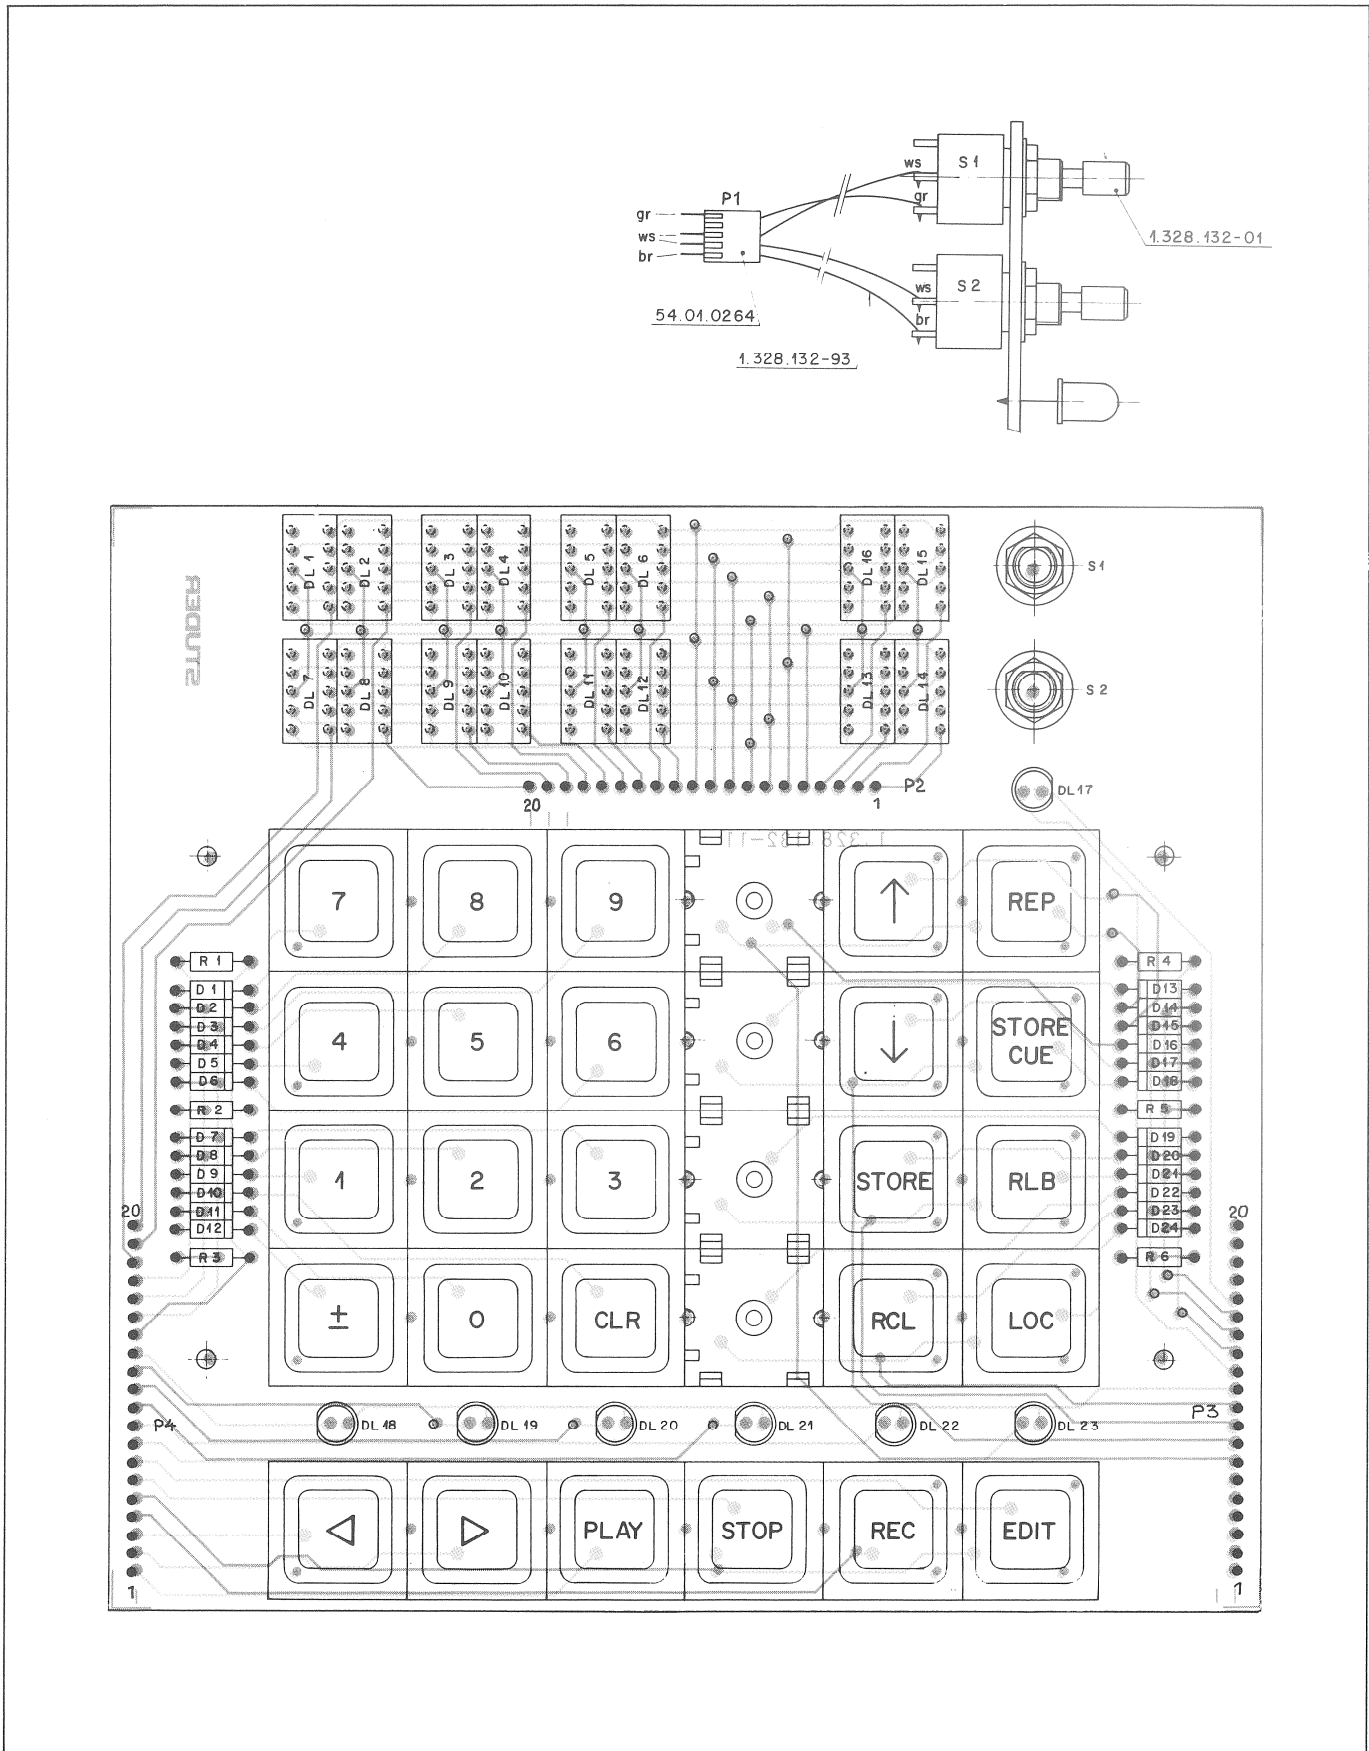 ws
S1
P1
gr
gr
ws
br
1.328.132-01
ws
S2
54.01.0264
br
1.328.132-93
STUDER
DL1 DL2 DL3 DL4 DL5 DL6 DL16 DL15
S1
DL7 DL8 DL9 DL10 DL11 DL12 DL13 DL14
S2
20 1 P2
DL17
1.328.132-11
7 8 9 ↑ REP
R1 R4
D1 D13
D2 D14
D3 D15
D4 D16
D5 D17
D6 D18
4 5 6 ↓ STORE CUE
R2 R5
D7 D19
D8 D20
D9 D21
D10 D22
D11 D23
D12 D24
1 2 3 STORE RLB
20 20
R3 R6
± 0 CLR RCL LOC
P4 DL18 DL19 DL20 DL21 DL22 DL23 P3
◁ ▷ PLAY STOP REC EDIT
1 1